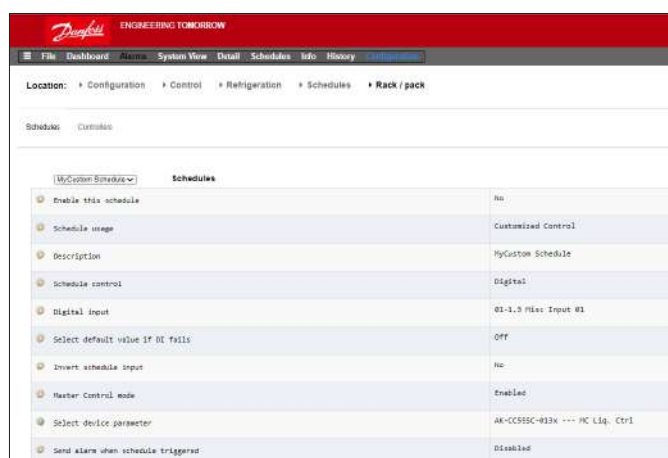 Danfoss ENGINEERING TOMORROW
File Dashboard Alarms System View Detail Schedules Info History Configuration
Location: Configuration Control Refrigeration Schedules Rack / pack
Schedules Controllers
MyCustom Schedule Schedules
Enable this schedule No
Schedule usage Customized Control
Description MyCustom Schedule
Schedule control Digital
Digital input 01-1.3 Misc Input 01
Select default value if DI fails Off
Invert schedule input No
Master Control mode Enabled
Select device parameter AK-CC55SC-013x --- MC Liq. Ctrl
Send alarm when schedule triggered Disabled